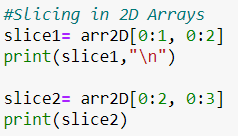 #Slicing in 2D Arrays
slice1= arr2D[0:1, 0:2]
print(slice1,"\n")
slice2= arr2D[0:2, 0:3]
print(slice2)